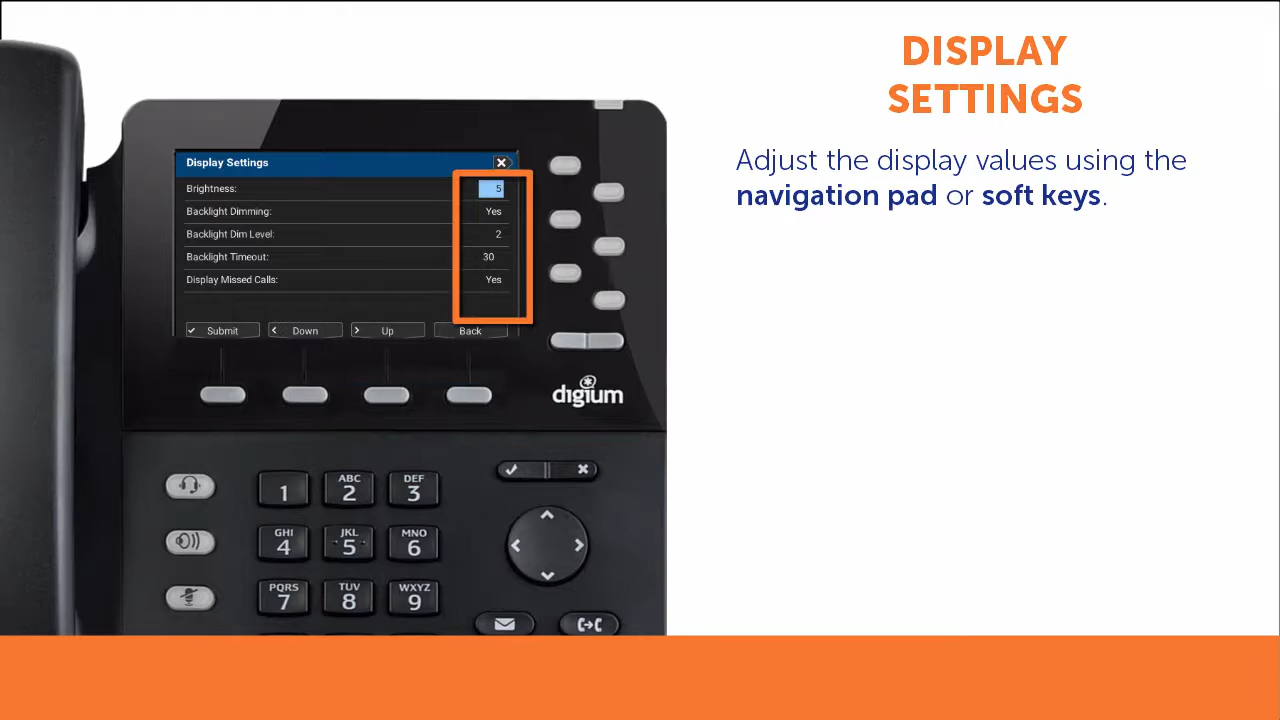 DISPLAY
SETTINGS
Adjust the display values using the
navigation pad or soft keys.
Display Settings
Brightness: 5
Backlight Dimming: Yes
Backlight Dim Level: 2
Backlight Timeout: 30
Display Missed Calls: Yes
Submit Down Up Back
digium
1 ABC 2 DEF 3
GHI 4 JKL 5 MNO 6
PQRS 7 TUV 8 WXYZ 9